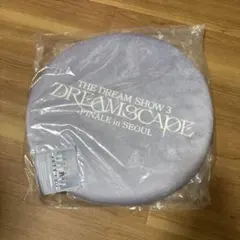 THE DREAM SHOW 3
DREAMSCAPE
FINALE in SEOUL